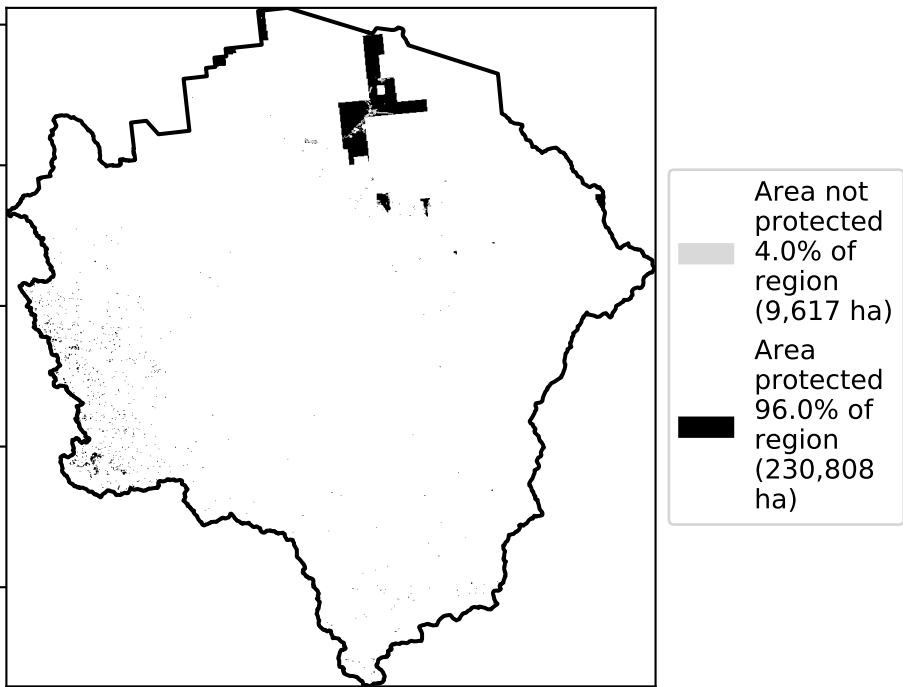 Area not
protected
4.0% of
region
(9,617 ha)
Area
protected
96.0% of
region
(230,808
ha)